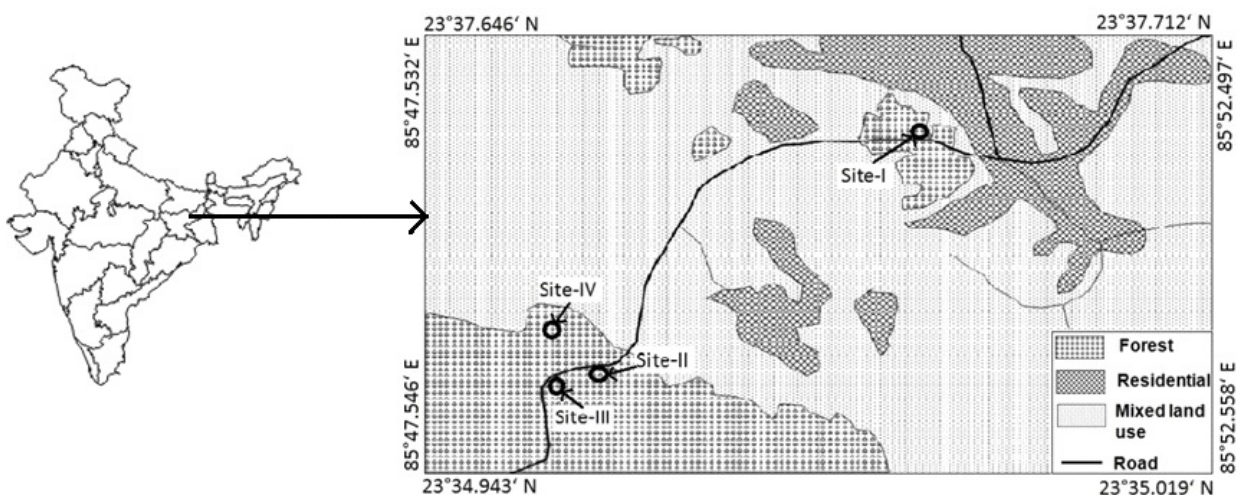 23°37.646‘ N
23°37.712‘ N
85°47.532‘ E
85°52.497‘ E
Site-I
Site-IV
Site-II
Site-III
85°47.546‘ E
85°52.558‘ E
Forest
Residential
Mixed land
use
Road
23°34.943‘ N
23°35.019‘ N